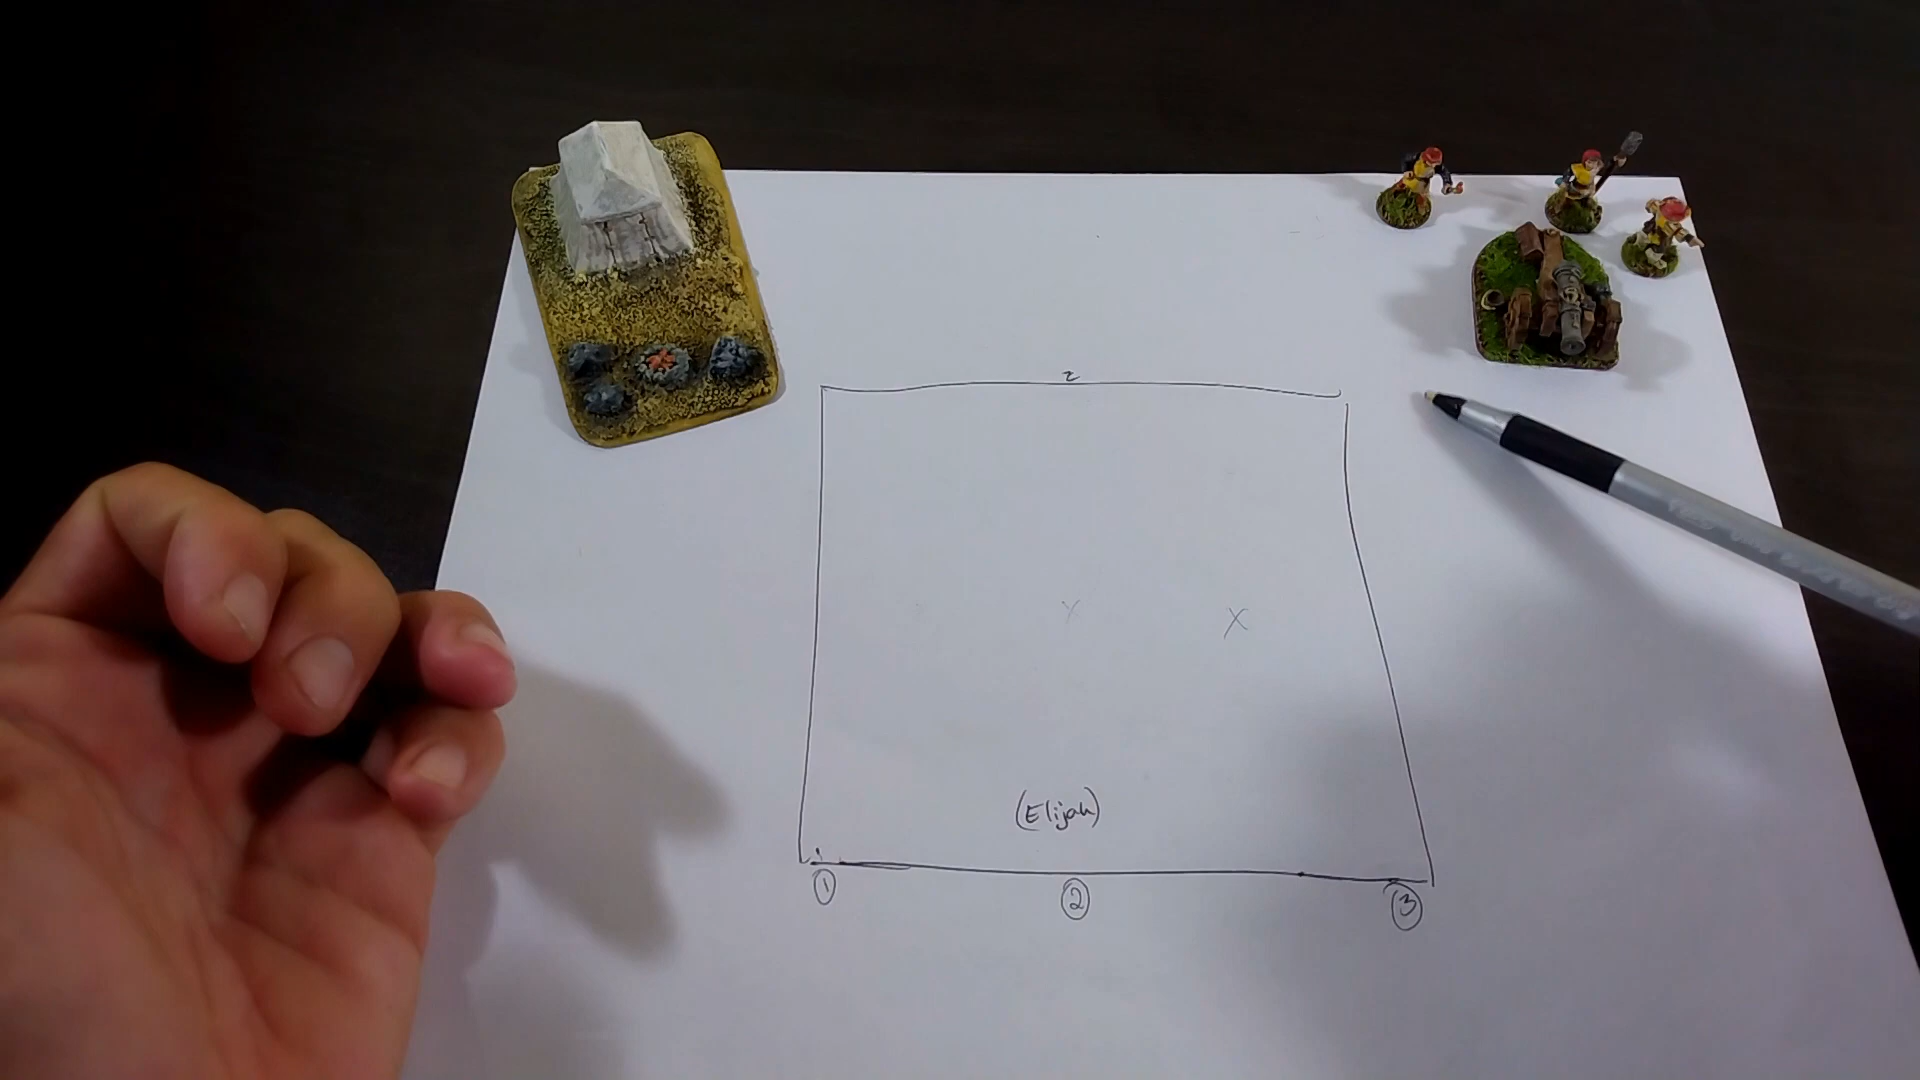 2
X X
(Elijah)
① ② ③